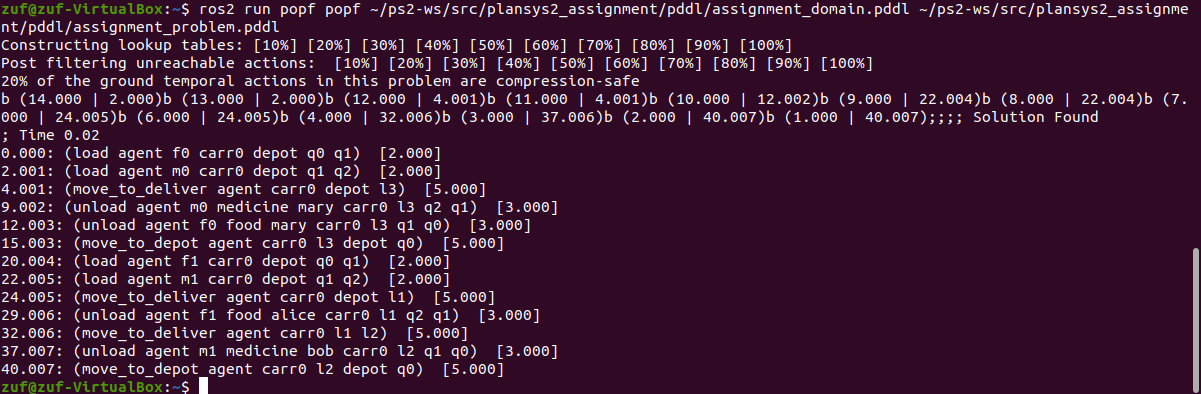 zuf@zuf-VirtualBox:~$ ros2 run popf popf ~/ps2-ws/src/plansys2_assignment/pddl/assignment_domain.pddl ~/ps2-ws/src/plansys2_assignme
nt/pddl/assignment_problem.pddl
Constructing lookup tables: [10%] [20%] [30%] [40%] [50%] [60%] [70%] [80%] [90%] [100%]
Post filtering unreachable actions:  [10%] [20%] [30%] [40%] [50%] [60%] [70%] [80%] [90%] [100%]
20% of the ground temporal actions in this problem are compression-safe
b (14.000 | 2.000)b (13.000 | 2.000)b (12.000 | 4.001)b (11.000 | 4.001)b (10.000 | 12.002)b (9.000 | 22.004)b (8.000 | 22.004)b (7.
000 | 24.005)b (6.000 | 24.005)b (4.000 | 32.006)b (3.000 | 37.006)b (2.000 | 40.007)b (1.000 | 40.007);;;; Solution Found
; Time 0.02
0.000: (load agent f0 carr0 depot q0 q1)  [2.000]
2.001: (load agent m0 carr0 depot q1 q2)  [2.000]
4.001: (move_to_deliver agent carr0 depot l3)  [5.000]
9.002: (unload agent m0 medicine mary carr0 l3 q2 q1)  [3.000]
12.003: (unload agent f0 food mary carr0 l3 q1 q0)  [3.000]
15.003: (move_to_depot agent carr0 l3 depot q0)  [5.000]
20.004: (load agent f1 carr0 depot q0 q1)  [2.000]
22.005: (load agent m1 carr0 depot q1 q2)  [2.000]
24.005: (move_to_deliver agent carr0 depot l1)  [5.000]
29.006: (unload agent f1 food alice carr0 l1 q2 q1)  [3.000]
32.006: (move_to_deliver agent carr0 l1 l2)  [5.000]
37.007: (unload agent m1 medicine bob carr0 l2 q1 q0)  [3.000]
40.007: (move_to_depot agent carr0 l2 depot q0)  [5.000]
zuf@zuf-VirtualBox:~$